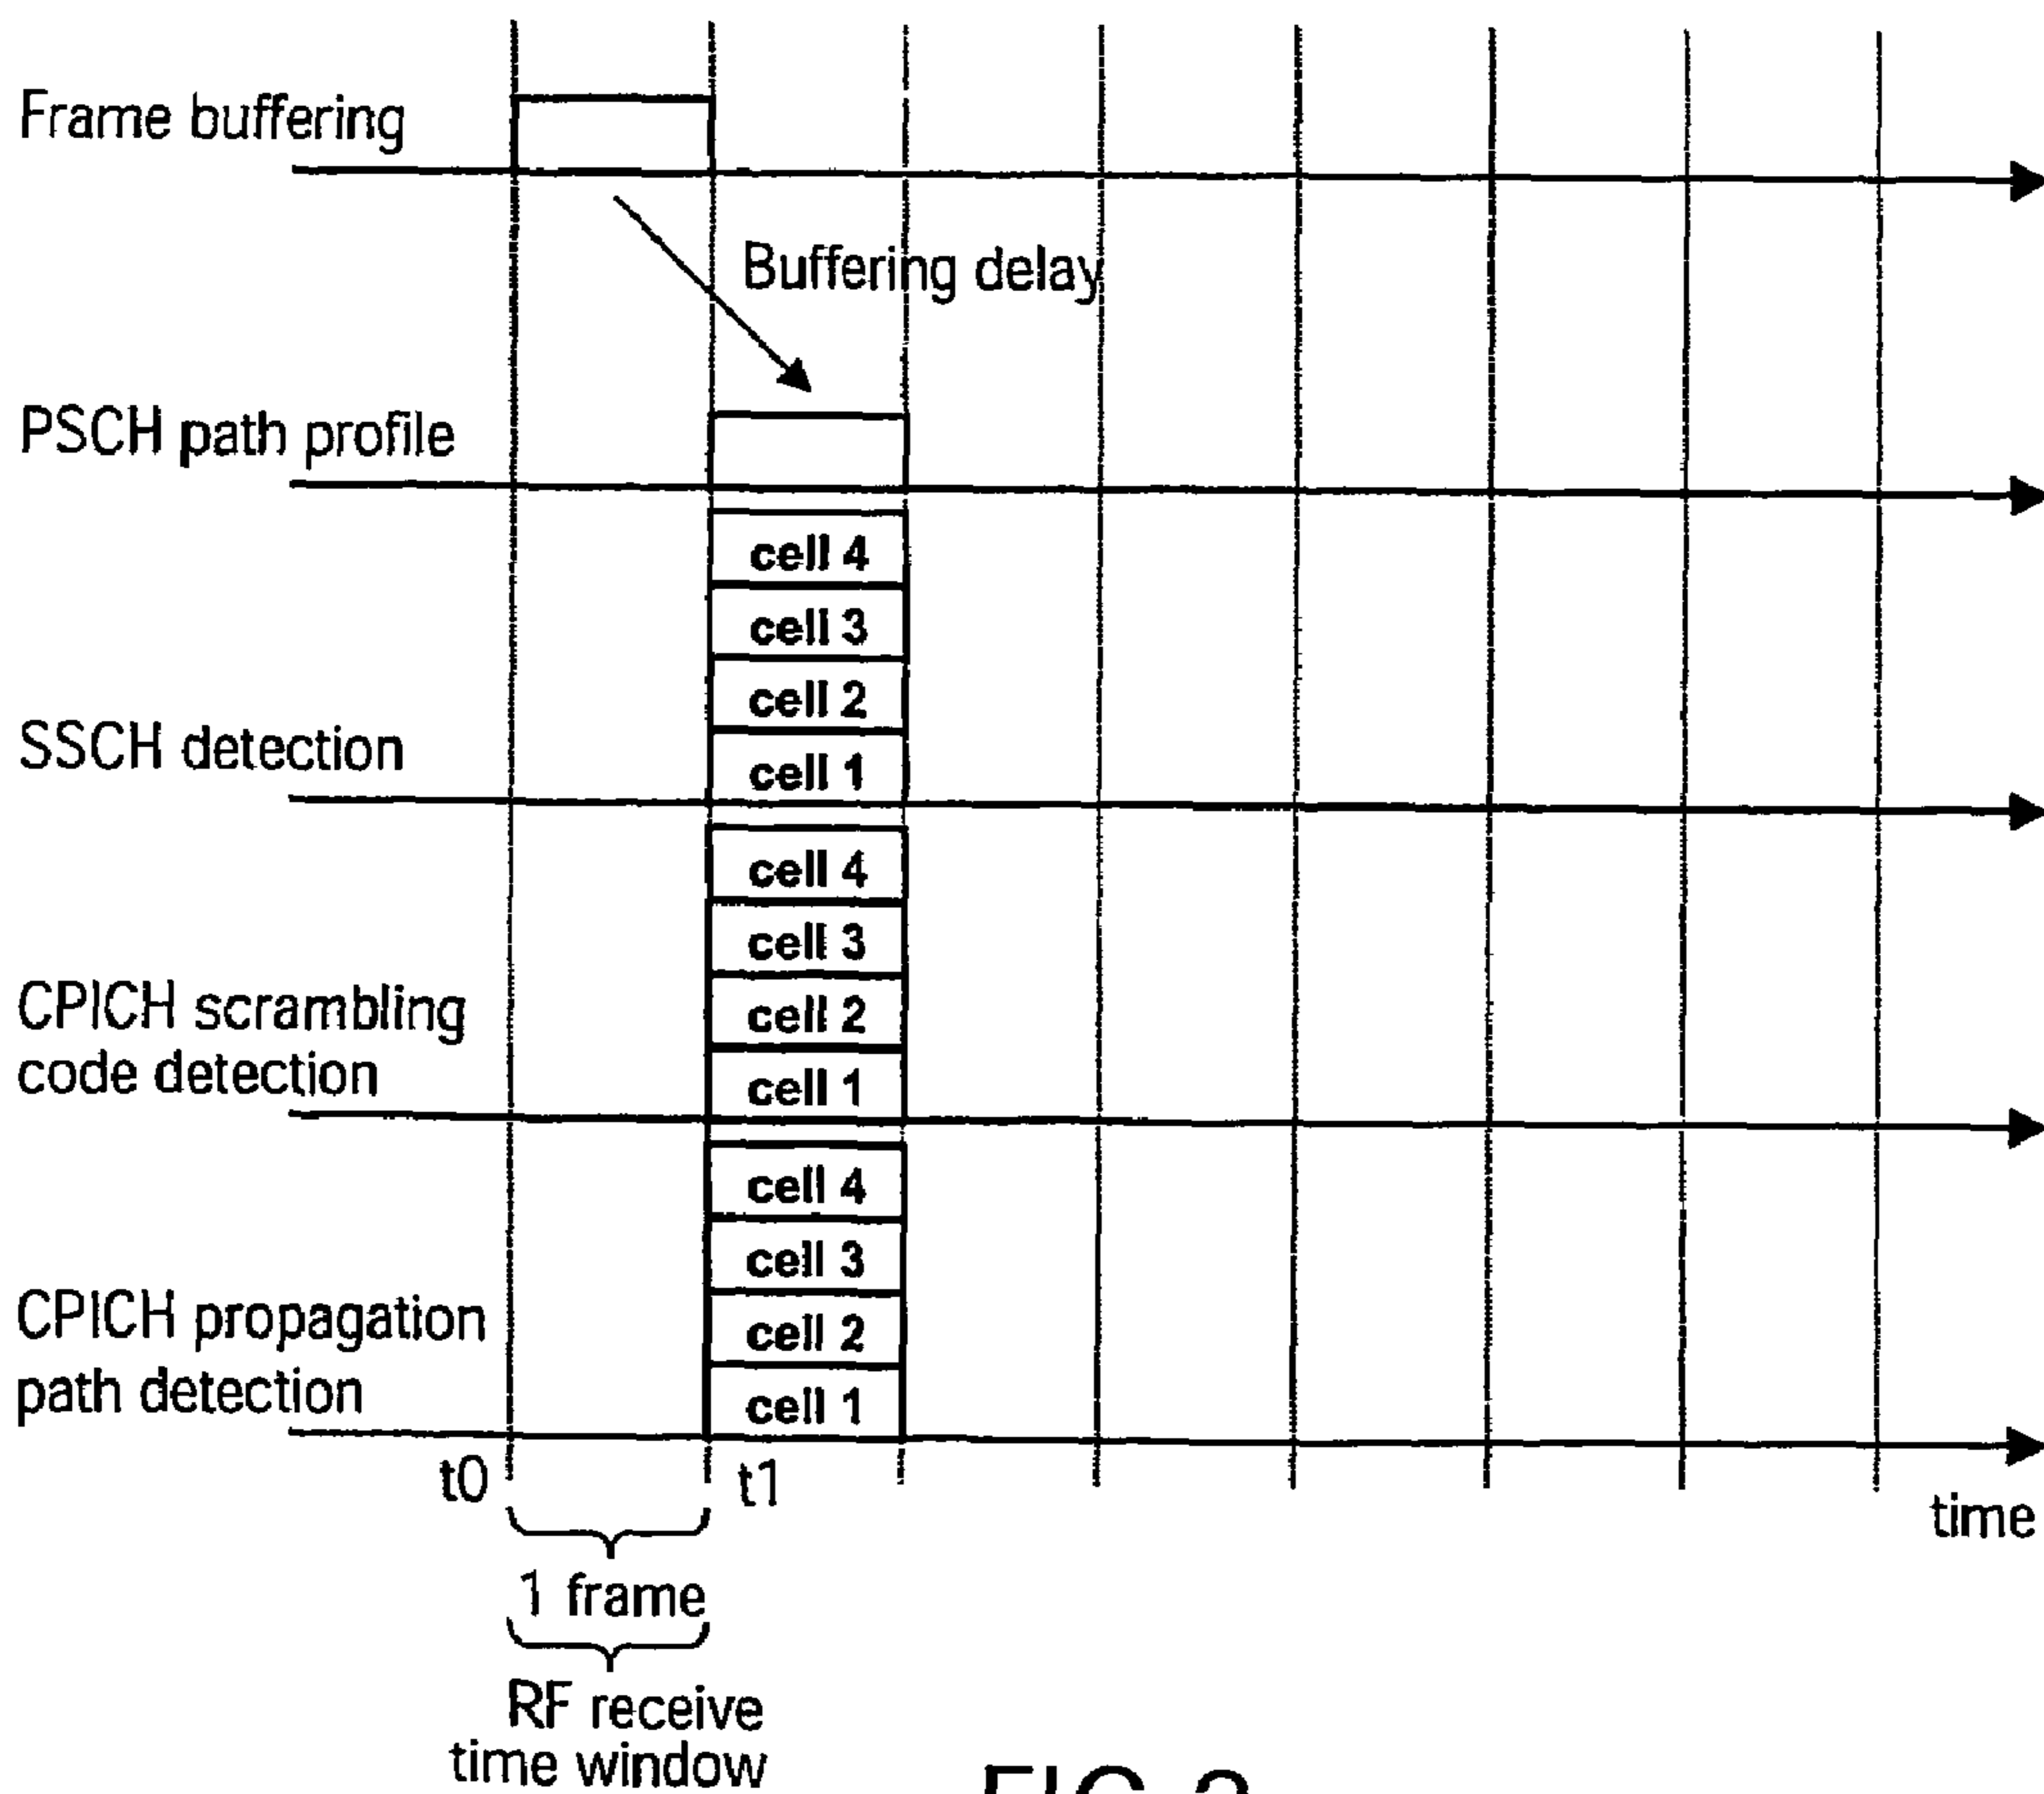 Frame buffering
Buffering delay
PSCH path profile
cell 4
cell 3
cell 2
SSCH detection
cell 1
cell 4
cell 3
CPICH scrambling
code detection
cell 2
cell 1
cell 4
cell 3
CPICH propagation
path detection
cell 2
cell 1
t0
t1
time
1 frame
RF receive
time window